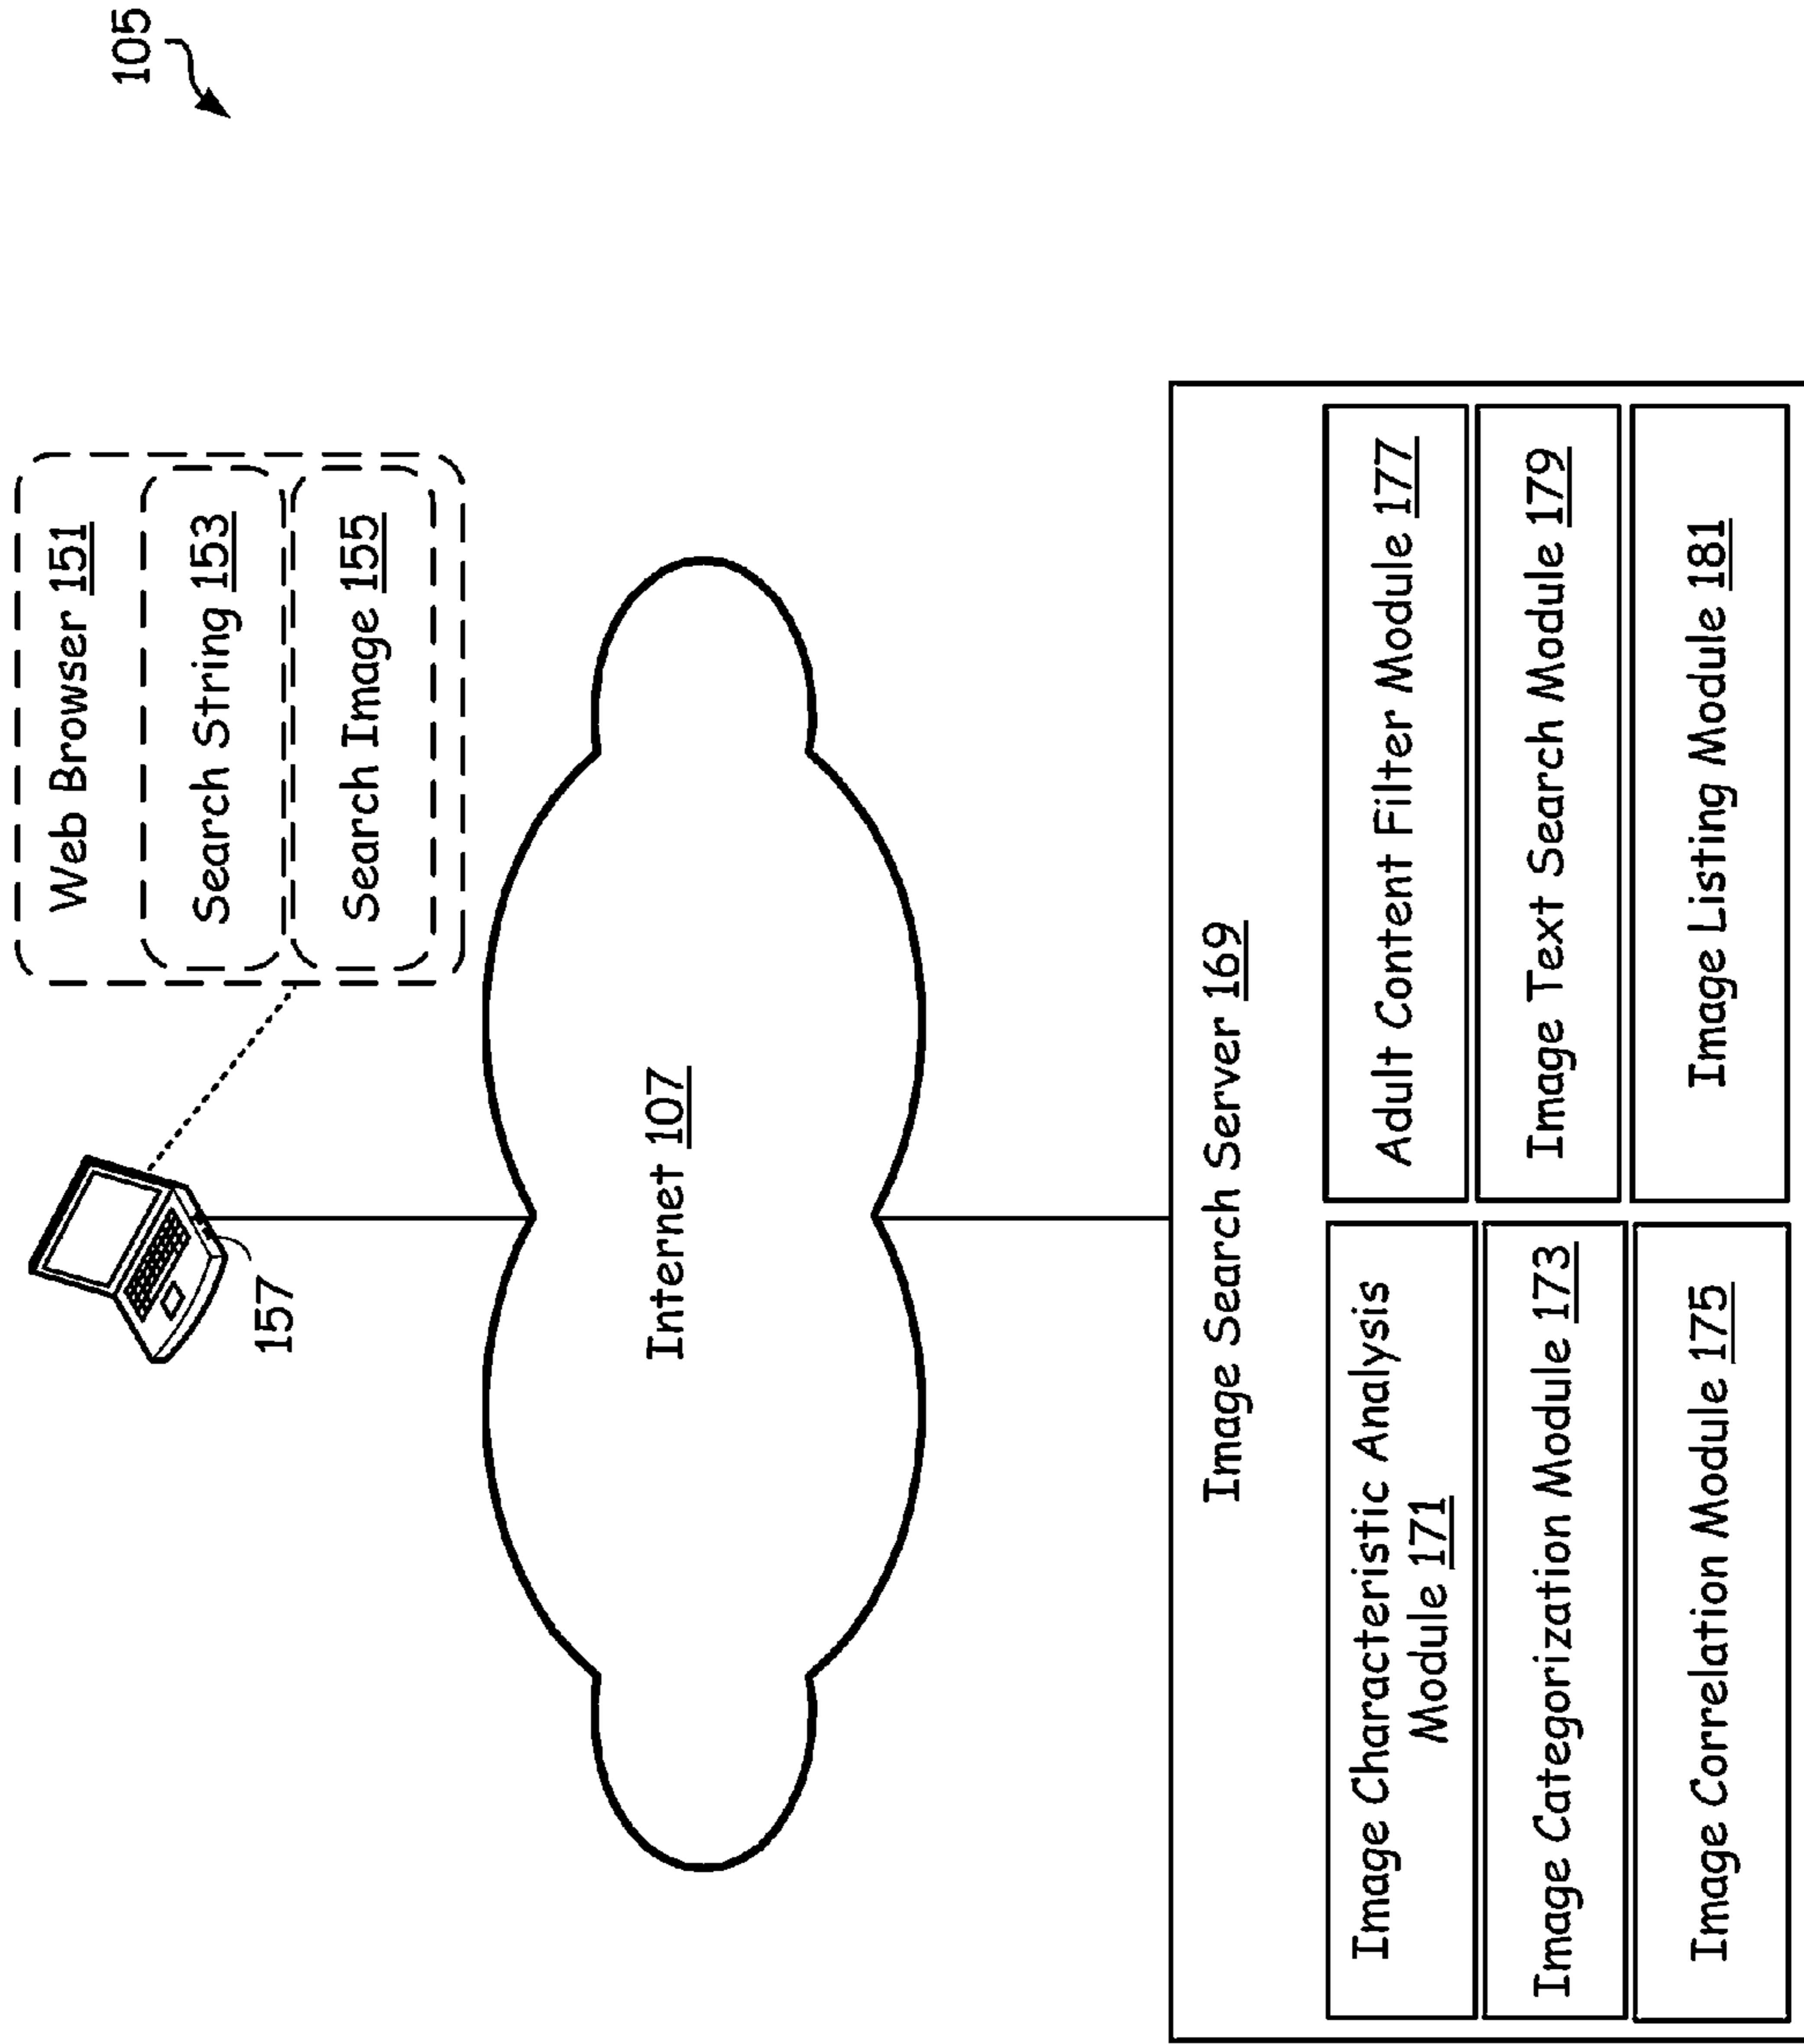 105
Web Browser 151
Search String 153
Search Image 155
157
Internet 107
Image Search Server 169
Image Characteristic Analysis
Module 171
Adult Content Filter Module 177
Image Categorization Module 173
Image Text Search Module 179
Image Correlation Module 175
Image Listing Module 181